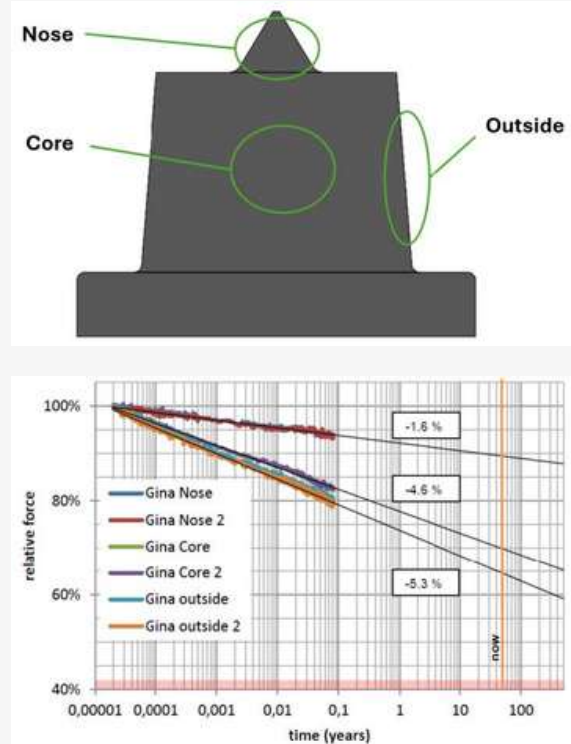 Nose
Core
Outside
100%
80%
60%
40%
relative force
-1.6 %
-4.6 %
-5.3 %
Gina Nose
Gina Nose 2
Gina Core
Gina Core 2
Gina outside
Gina outside 2
now
0,00001 0,0001 0,001 0,01 0,1 1 10 100
time (years)